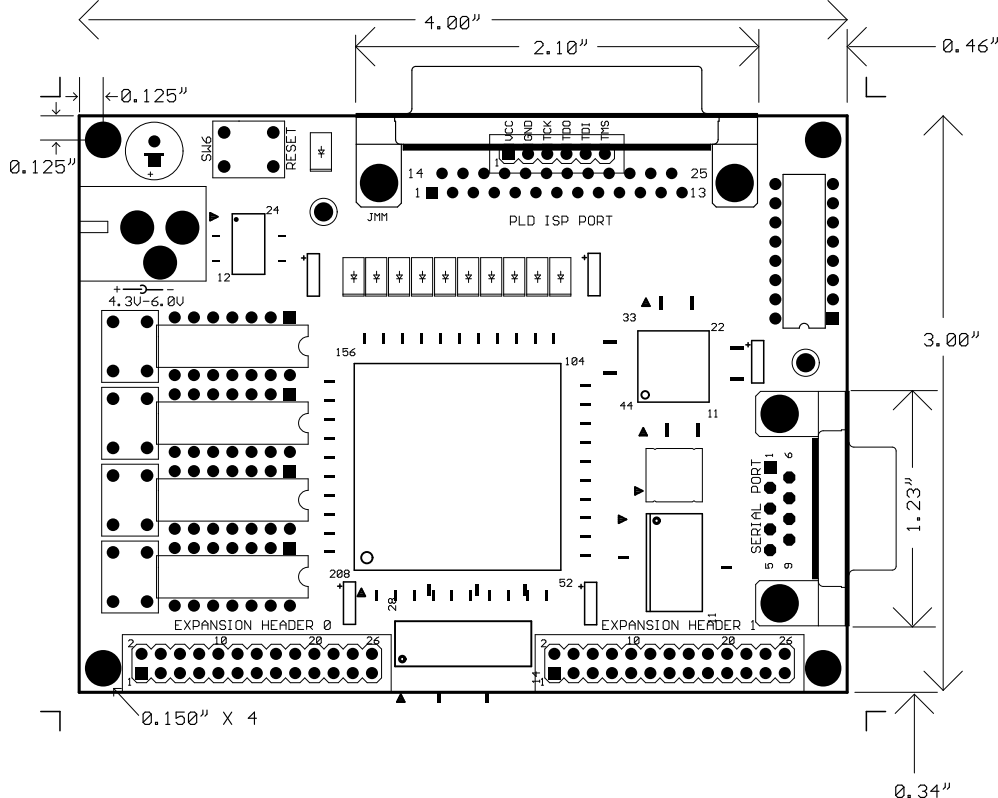 4.00"
2.10"
0.46"
0.125"
0.125"
SW6
RESET
VCC
GND
TCK
TDO
TDI
TMS
1
14
25
1
13
JMM
PLD ISP PORT
24
12
+ -
4.3V-6.0V
33
22
44
11
156
104
208
52
3.00"
1.23"
SERIAL PORT
1
6
5
9
28
EXPANSION HEADER 0
2
10
20
26
1
EXPANSION HEADER 1
2
10
20
26
1
14
0.150" X 4
0.34"